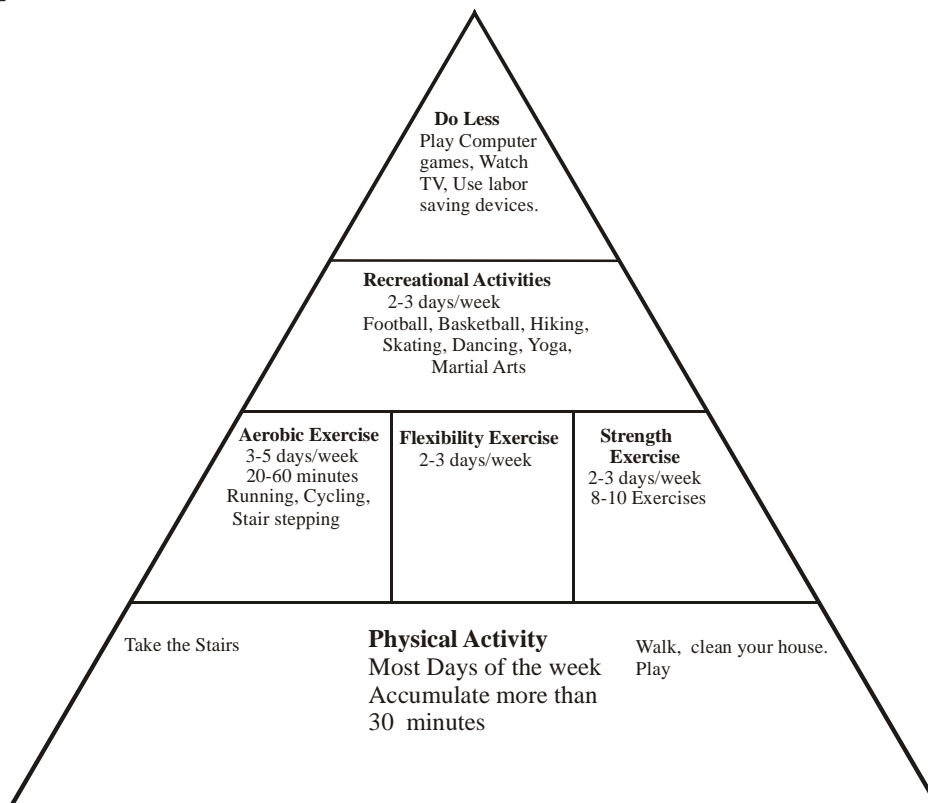 Do Less
Play Computer
games, Watch
TV, Use labor
saving devices.
Recreational Activities
2-3 days/week
Football, Basketball, Hiking,
Skating, Dancing, Yoga,
Martial Arts
Aerobic Exercise
3-5 days/week
20-60 minutes
Running, Cycling,
Stair stepping
Flexibility Exercise
2-3 days/week
Strength
Exercise
2-3 days/week
8-10 Exercises
Take the Stairs
Physical Activity
Most Days of the week
Accumulate more than
30 minutes
Walk, clean your house.
Play